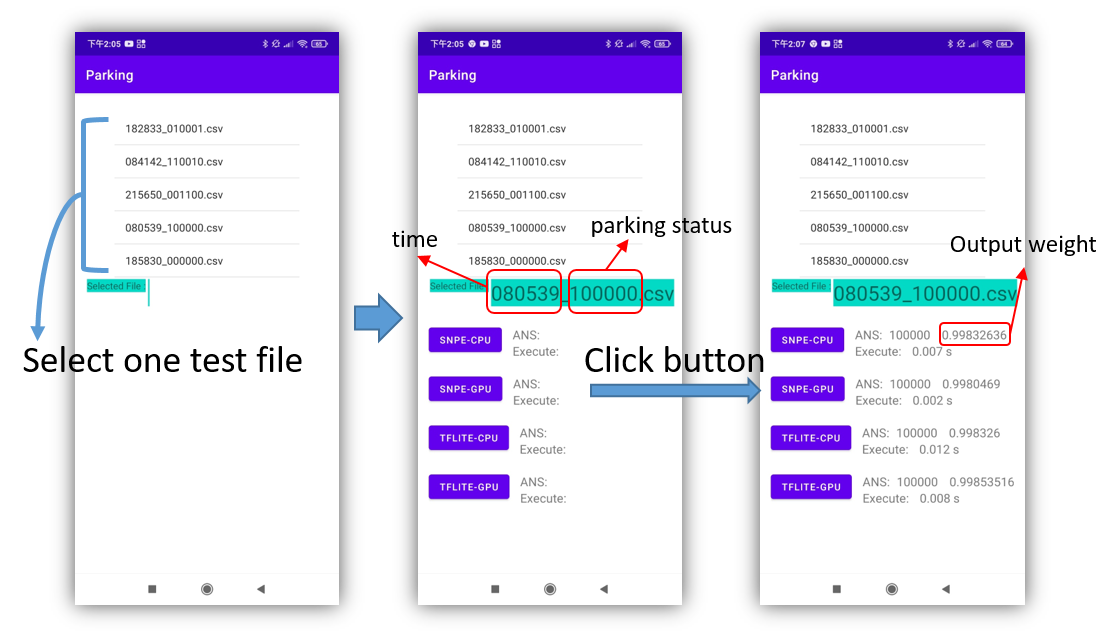 下午2:05
65
Parking
182833_010001.csv
084142_110010.csv
215650_001100.csv
080539_100000.csv
185830_000000.csv
Selected File :
Select one test file
下午2:05
65
Parking
182833_010001.csv
084142_110010.csv
215650_001100.csv
080539_100000.csv
185830_000000.csv
time
parking status
Selected File :
080539_100000.csv
SNPE-CPU
ANS:
Execute:
SNPE-GPU
ANS:
Execute:
TFLITE-CPU
ANS:
Execute:
TFLITE-GPU
ANS:
Execute:
Click button
下午2:07
64
Parking
182833_010001.csv
084142_110010.csv
215650_001100.csv
080539_100000.csv
185830_000000.csv
Output weight
Selected File :
080539_100000.csv
SNPE-CPU
ANS: 100000 0.99832636
Execute: 0.007 s
SNPE-GPU
ANS: 100000 0.9980469
Execute: 0.002 s
TFLITE-CPU
ANS: 100000 0.998326
Execute: 0.012 s
TFLITE-GPU
ANS: 100000 0.99853516
Execute: 0.008 s